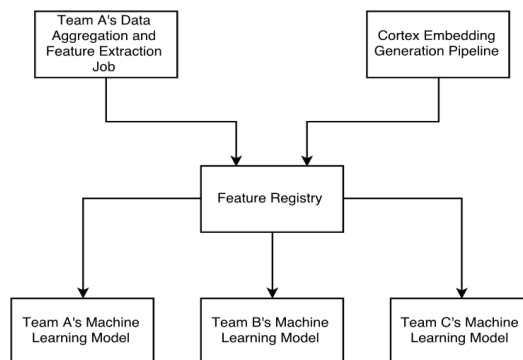 Team A's Data
Aggregation and
Feature Extraction
Job
Cortex Embedding
Generation Pipeline
Feature Registry
Team A's Machine
Learning Model
Team B's Machine
Learning Model
Team C's Machine
Learning Model